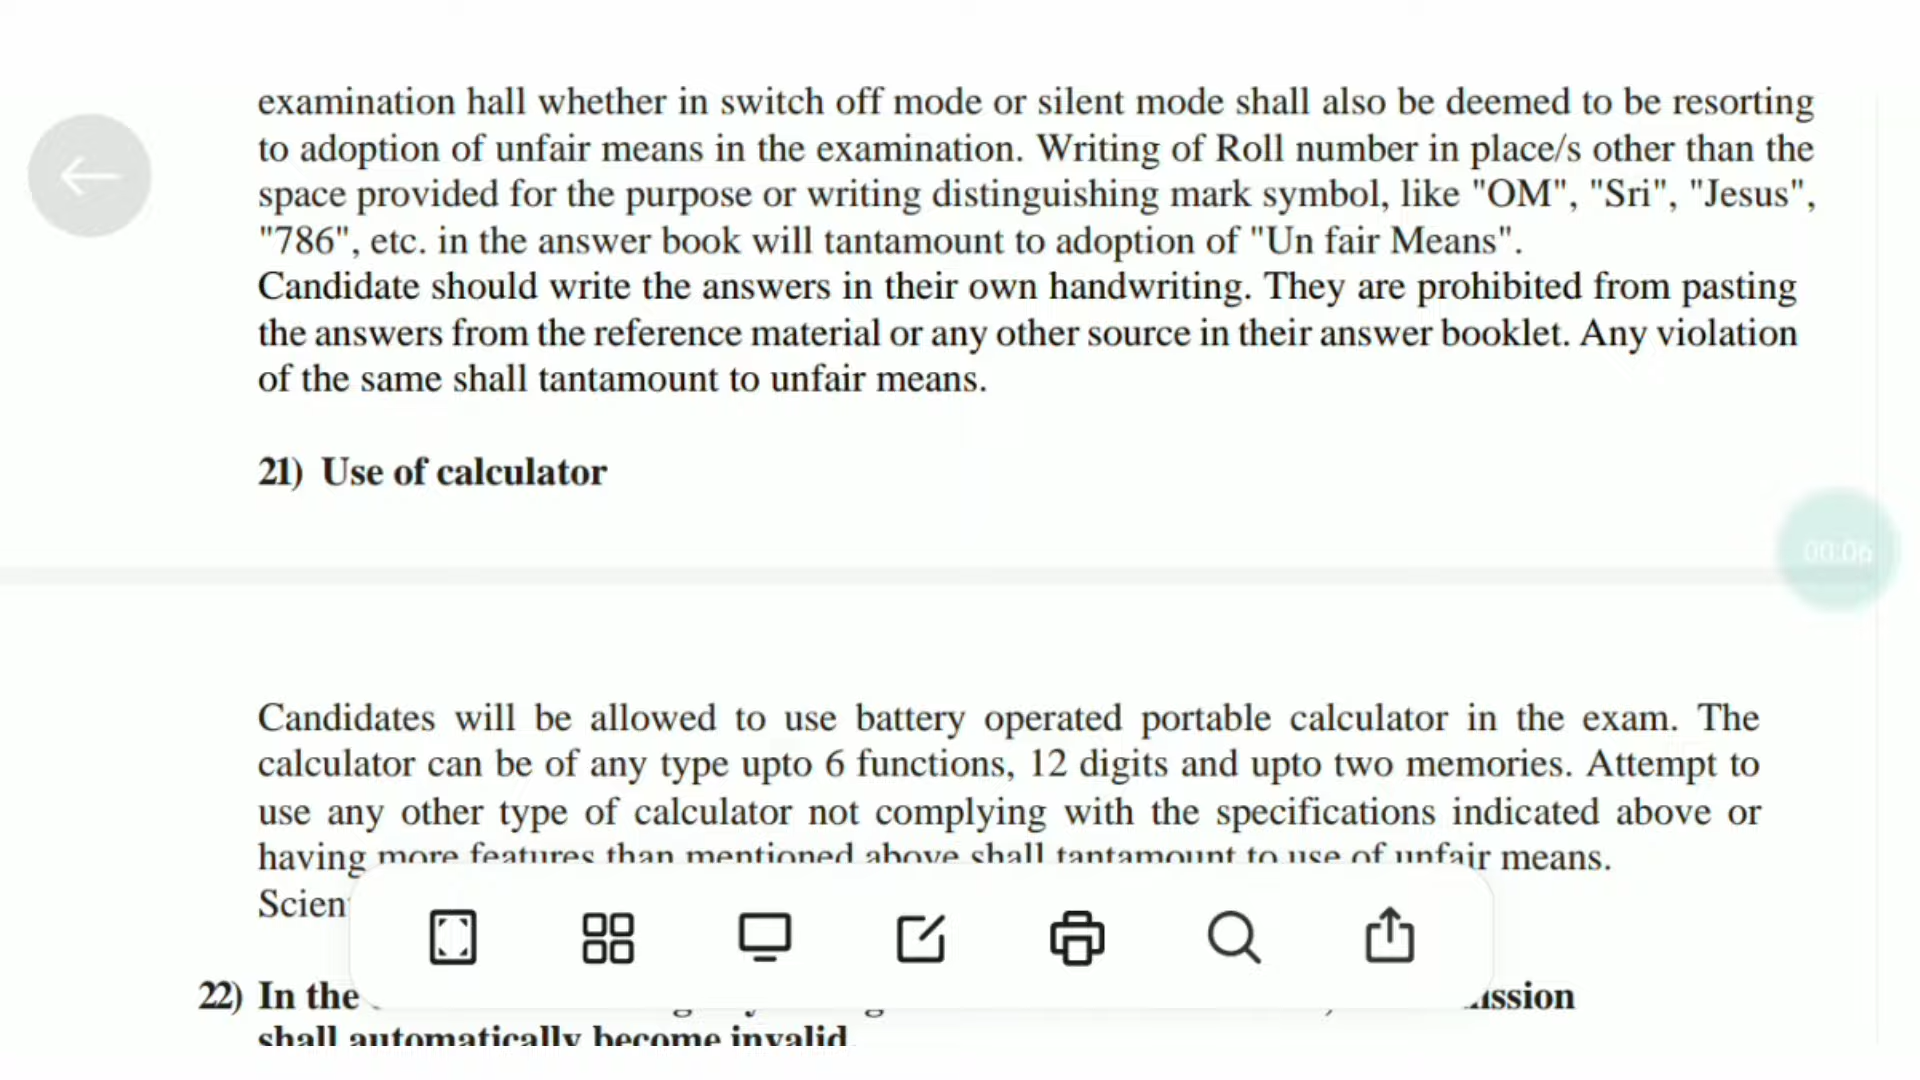 examination hall whether in switch off mode or silent mode shall also be deemed to be resorting
to adoption of unfair means in the examination. Writing of Roll number in place/s other than the
space provided for the purpose or writing distinguishing mark symbol, like "OM", "Sri", "Jesus",
"786", etc. in the answer book will tantamount to adoption of "Un fair Means".
Candidate should write the answers in their own handwriting. They are prohibited from pasting
the answers from the reference material or any other source in their answer booklet. Any violation
of the same shall tantamount to unfair means.
21) Use of calculator
00:06
Candidates will be allowed to use battery operated portable calculator in the exam. The
calculator can be of any type upto 6 functions, 12 digits and upto two memories. Attempt to
use any other type of calculator not complying with the specifications indicated above or
having more features than mentioned above shall tantamount to use of unfair means.
Scien
22) In the ission
shall automatically become invalid